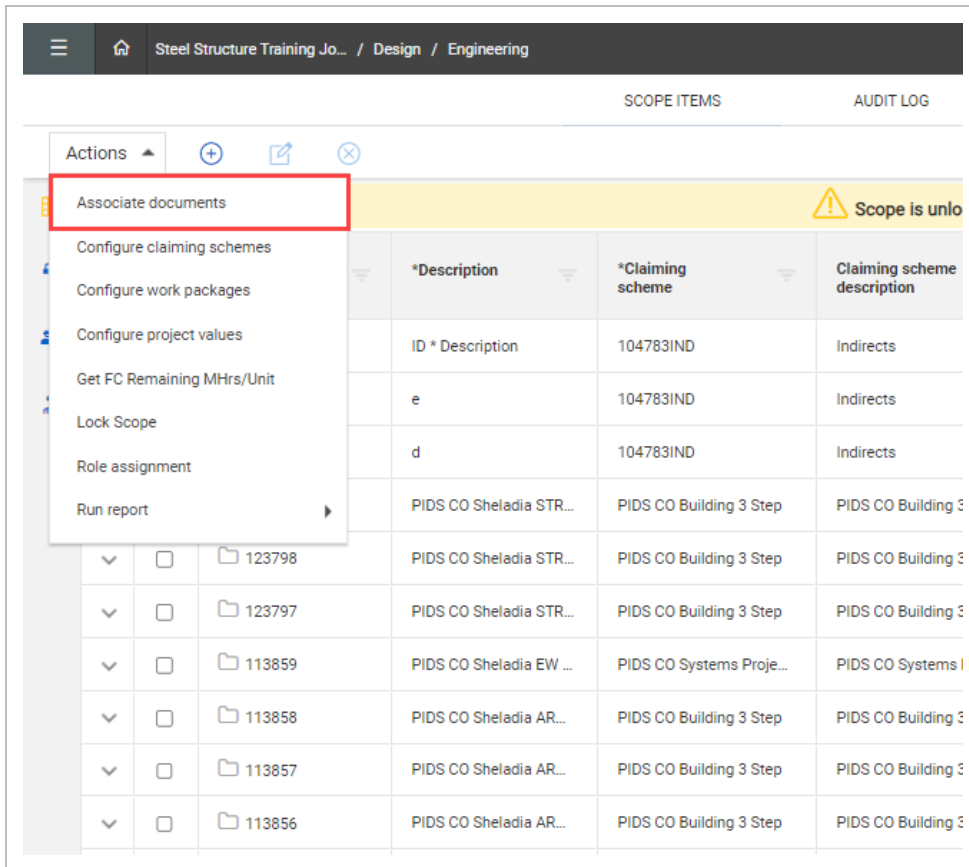 Steel Structure Training Jo... / Design / Engineering
SCOPE ITEMS AUDIT LOG
Actions
Associate documents
Configure claiming schemes
Configure work packages
Configure project values
Get FC Remaining MHrs/Unit
Lock Scope
Role assignment
Run report
Scope is unlo
*Description *Claiming scheme Claiming scheme description
ID * Description 104783IND Indirects
e 104783IND Indirects
d 104783IND Indirects
PIDS CO Sheladia STR... PIDS CO Building 3 Step PIDS CO Building 3
123798 PIDS CO Sheladia STR... PIDS CO Building 3 Step PIDS CO Building 3
123797 PIDS CO Sheladia STR... PIDS CO Building 3 Step PIDS CO Building 3
113859 PIDS CO Sheladia EW ... PIDS CO Systems Proje... PIDS CO Systems
113858 PIDS CO Sheladia AR... PIDS CO Building 3 Step PIDS CO Building 3
113857 PIDS CO Sheladia AR... PIDS CO Building 3 Step PIDS CO Building 3
113856 PIDS CO Sheladia AR... PIDS CO Building 3 Step PIDS CO Building 3